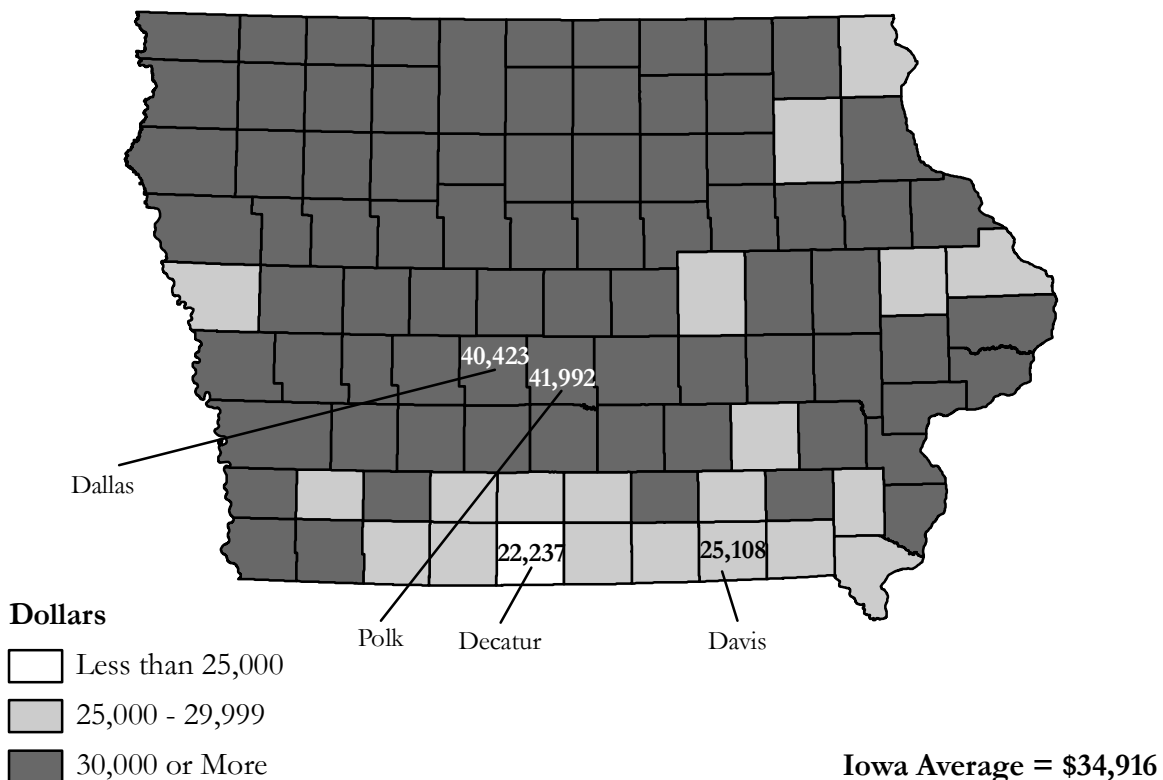 40,423
41,992
Dallas
22,237
25,108
Polk
Decatur
Davis
Dollars
Less than 25,000
25,000 - 29,999
30,000 or More
Iowa Average = $34,916